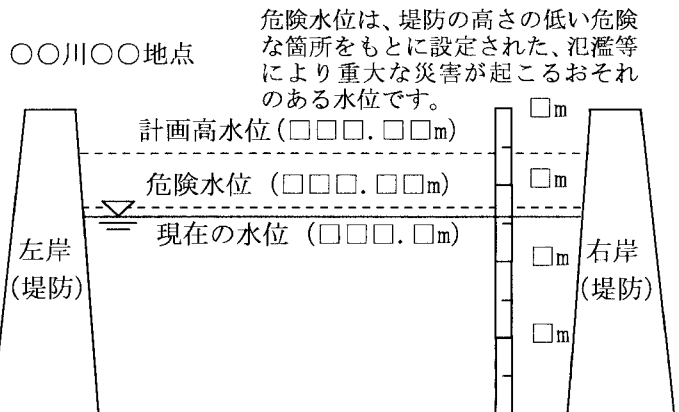 危険水位は、堤防の高さの低い危険
な箇所をもとに設定された、氾濫等
により重大な災害が起こるおそれ
のある水位です。
○○川○○地点
□m
計画高水位(□□□.□□m)
危険水位 (□□□.□□m)
□m
現在の水位 (□□□.□m)
左岸
(堤防)
□m
右岸
(堤防)
□m